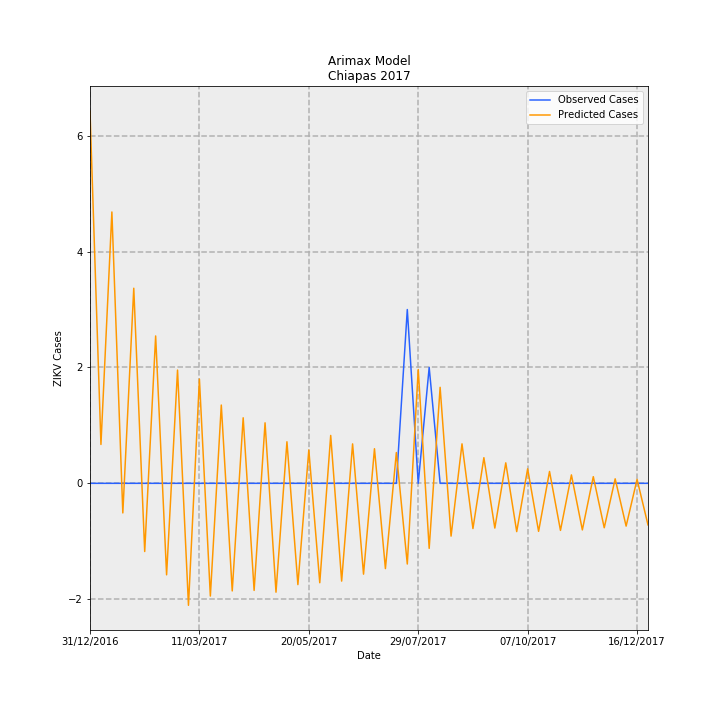 Arimax Model
Chiapas 2017
Observed Cases
Predicted Cases
6
4
2
0
−2
ZIKV Cases
31/12/2016 11/03/2017 20/05/2017 29/07/2017 07/10/2017 16/12/2017
Date